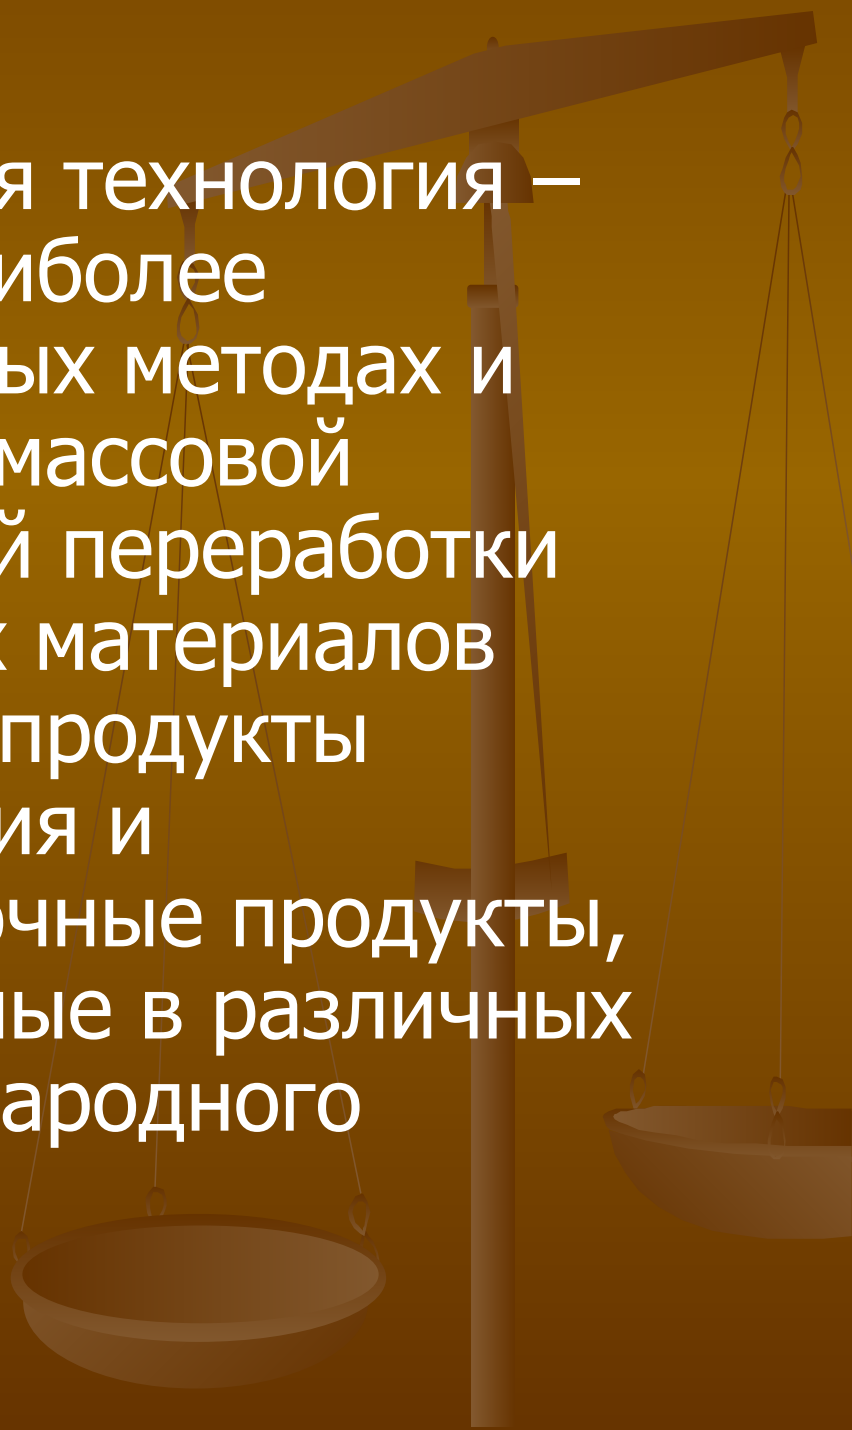 я технология –
иболее
ых методах и
массовой
й переработки
х материалов
продукты
ия и
очные продукты,
ные в различных
ародного